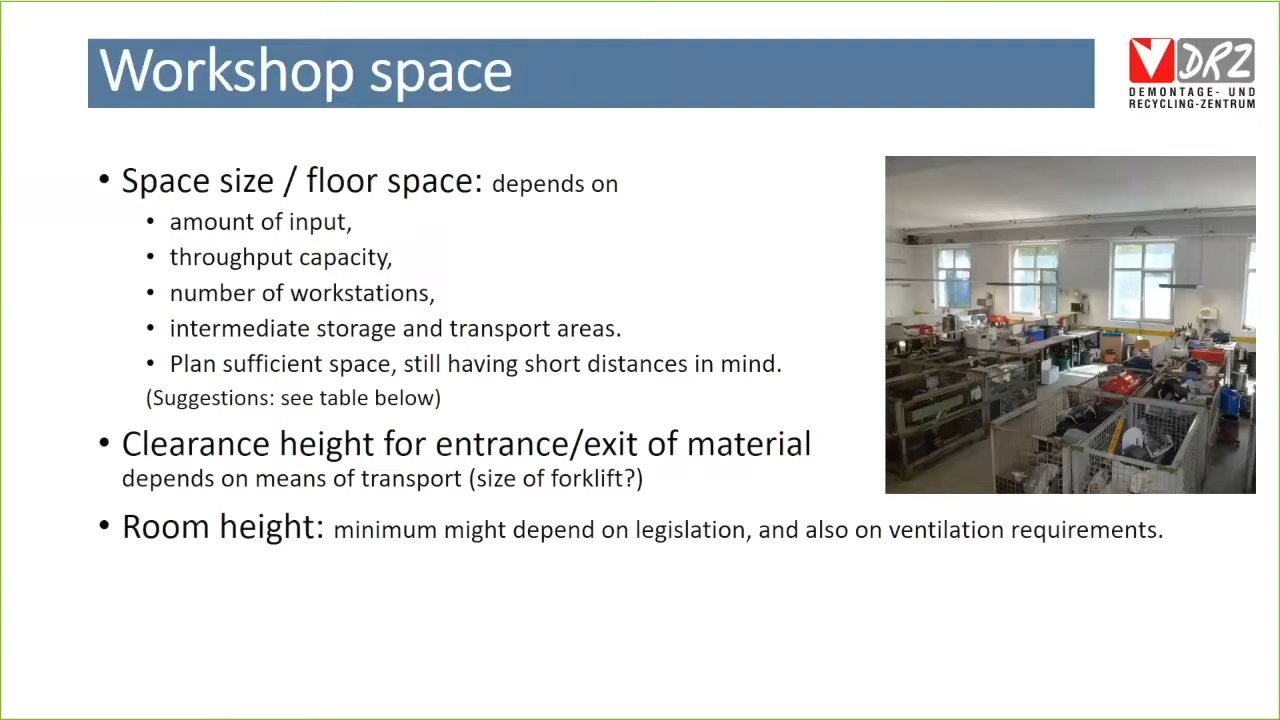 Workshop space
DRZ
DEMONTAGE- UND
RECYCLING-ZENTRUM
• Space size / floor space: depends on
• amount of input,
• throughput capacity,
• number of workstations,
• intermediate storage and transport areas.
• Plan sufficient space, still having short distances in mind.
(Suggestions: see table below)
• Clearance height for entrance/exit of material
depends on means of transport (size of forklift?)
• Room height: minimum might depend on legislation, and also on ventilation requirements.